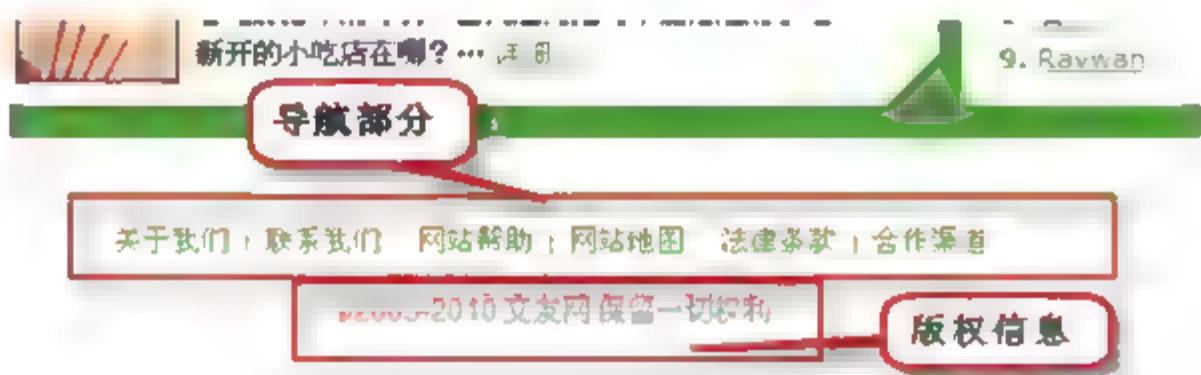 新开的小吃店在哪？…
9. Ravwan
导航部分
关于我们 | 联系我们 网站帮助 | 网站地图 法律条款 | 合作渠道
2003-2010 文友网 保留一切权利
版权信息